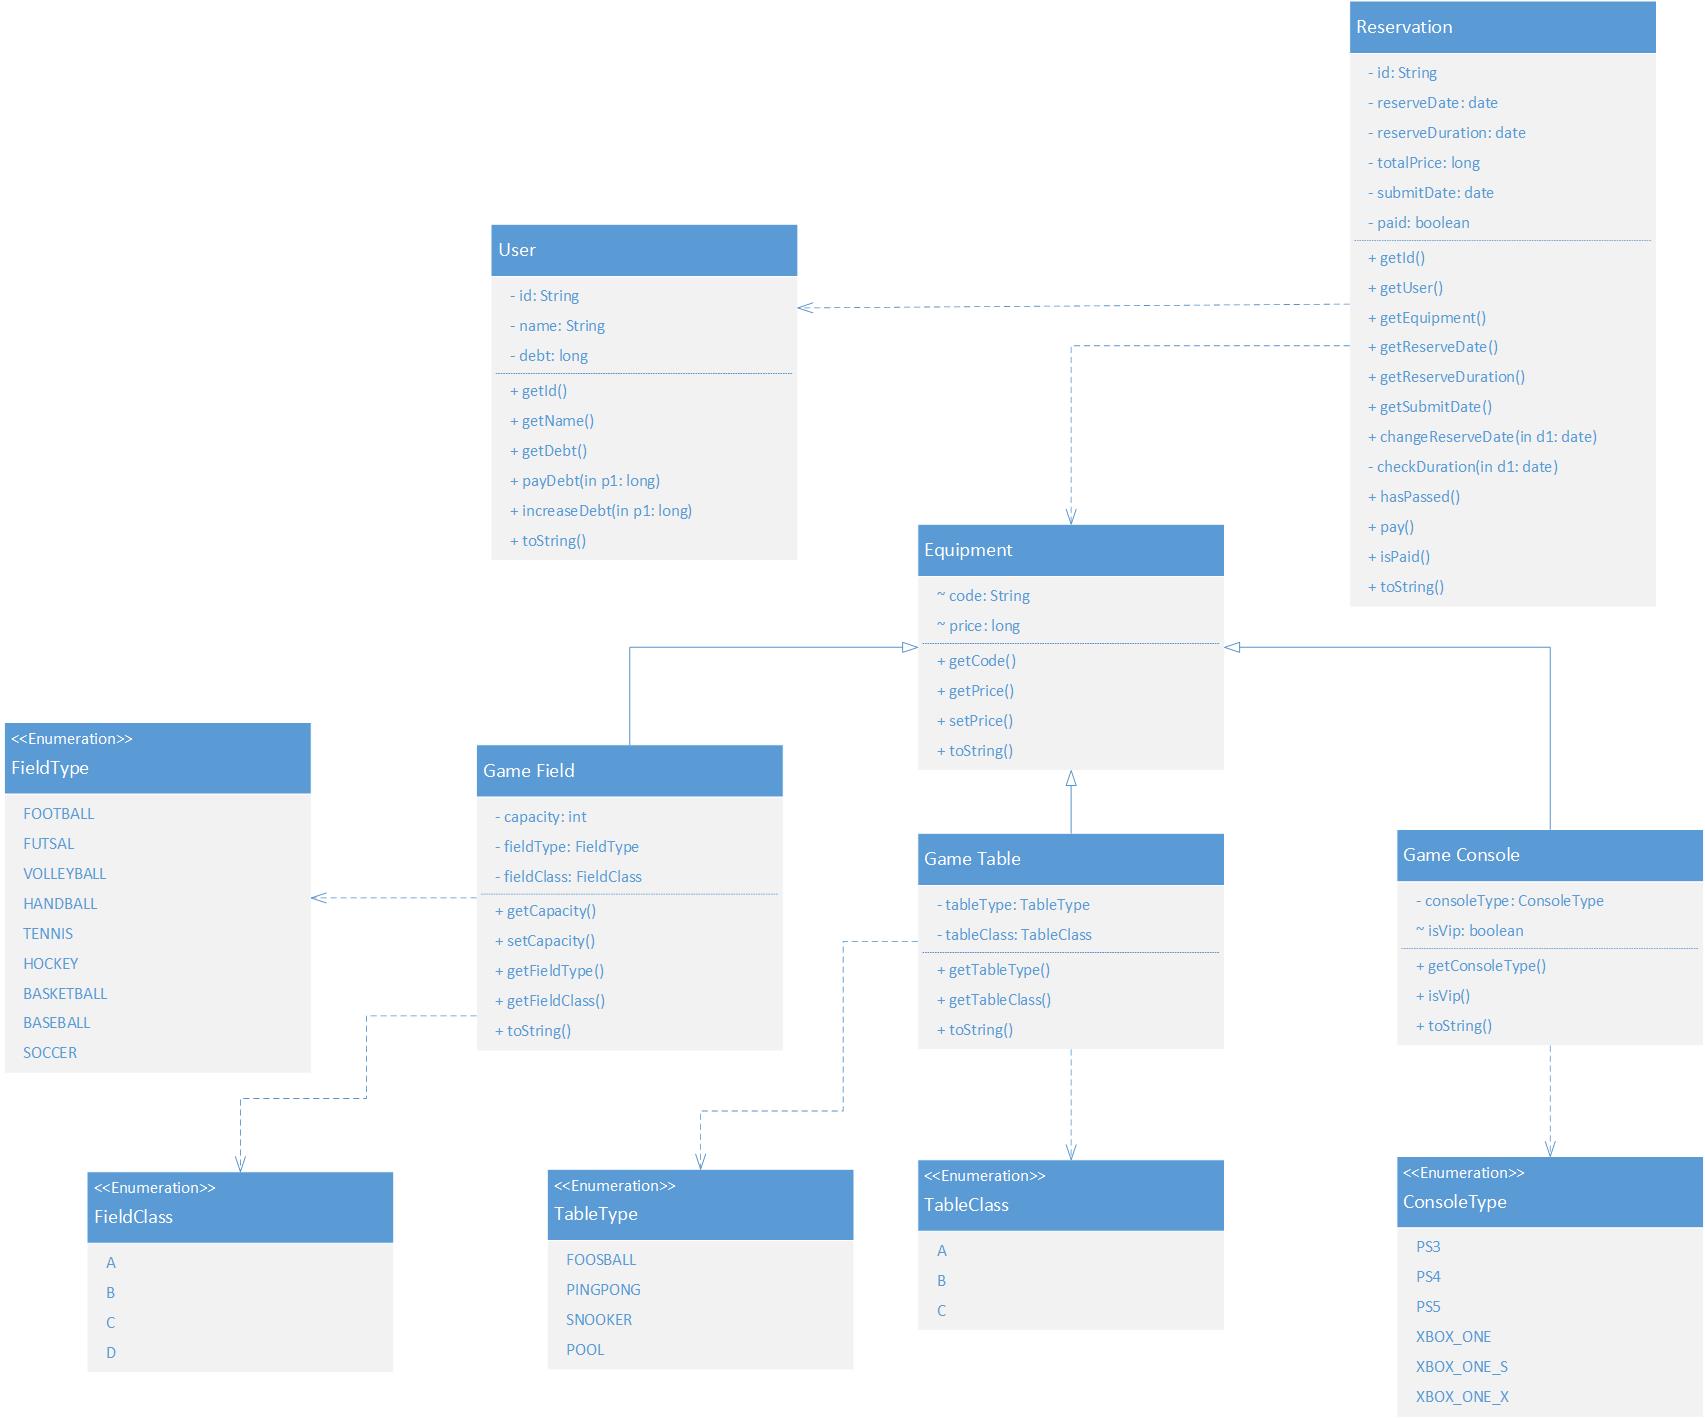 Reservation
- id: String
- reserveDate: date
- reserveDuration: date
- totalPrice: long
- submitDate: date
- paid: boolean
+ getId()
+ getUser()
+ getEquipment()
+ getReserveDate()
+ getReserveDuration()
+ getSubmitDate()
+ changeReserveDate(in d1: date)
- checkDuration(in d1: date)
+ hasPassed()
+ pay()
+ isPaid()
+ toString()
User
- id: String
- name: String
- debt: long
+ getId()
+ getName()
+ getDebt()
+ payDebt(in p1: long)
+ increaseDebt(in p1: long)
+ toString()
Equipment
~ code: String
~ price: long
+ getCode()
+ getPrice()
+ setPrice()
+ toString()
<<Enumeration>>
FieldType
FOOTBALL
FUTSAL
VOLLEYBALL
HANDBALL
TENNIS
HOCKEY
BASKETBALL
BASEBALL
SOCCER
Game Field
- capacity: int
- fieldType: FieldType
- fieldClass: FieldClass
+ getCapacity()
+ setCapacity()
+ getFieldType()
+ getFieldClass()
+ toString()
Game Table
- tableType: TableType
- tableClass: TableClass
+ getTableType()
+ getTableClass()
+ toString()
Game Console
- consoleType: ConsoleType
~ isVip: boolean
+ getConsoleType()
+ isVip()
+ toString()
<<Enumeration>>
FieldClass
A
B
C
D
<<Enumeration>>
TableType
FOOSBALL
PINGPONG
SNOOKER
POOL
<<Enumeration>>
TableClass
A
B
C
<<Enumeration>>
ConsoleType
PS3
PS4
PS5
XBOX_ONE
XBOX_ONE_S
XBOX_ONE_X